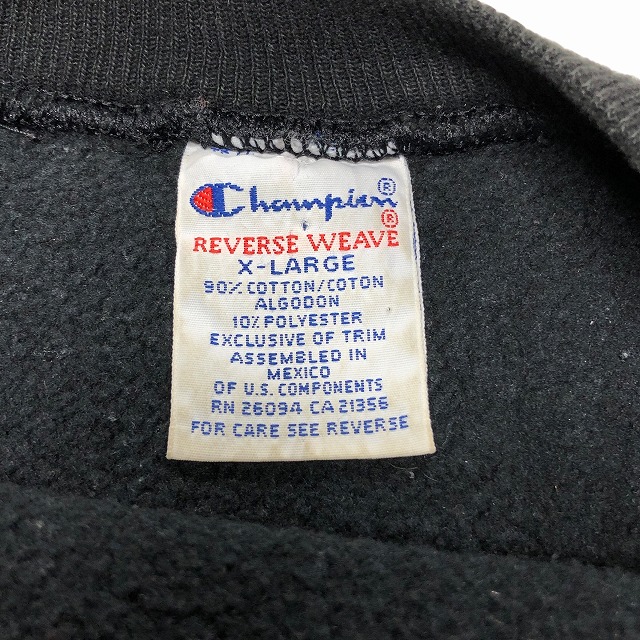 Champion®
REVERSE WEAVE®
X-LARGE
90% COTTON/COTON
ALGODON
10% POLYESTER
EXCLUSIVE OF TRIM
ASSEMBLED IN
MEXICO
OF U.S. COMPONENTS
RN 26094 CA 21356
FOR CARE SEE REVERSE